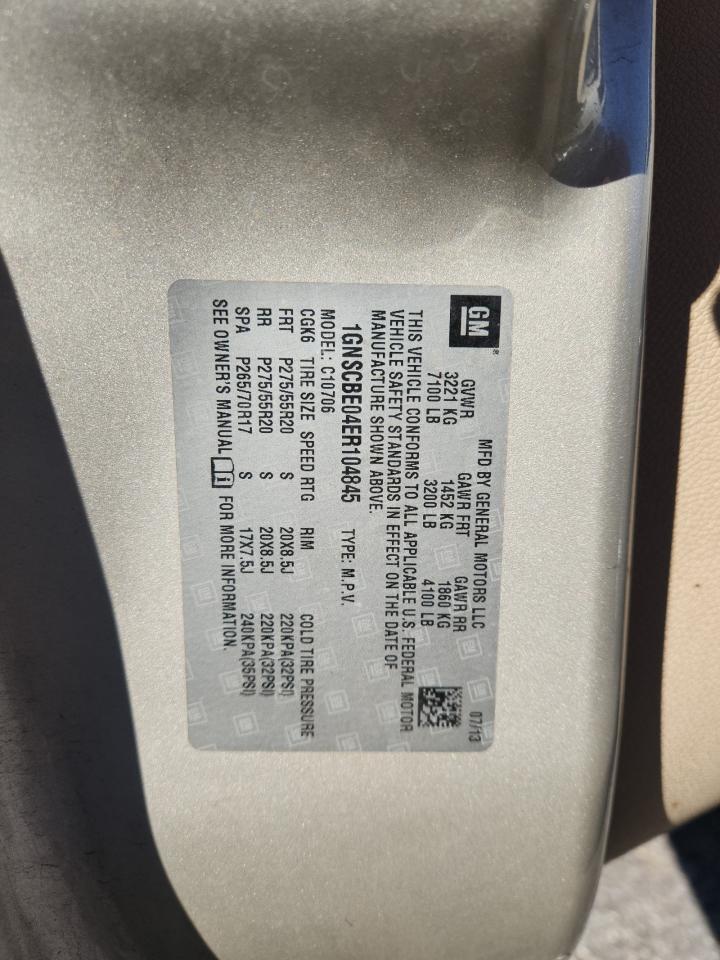 GM®
MFD BY GENERAL MOTORS LLC 07/13
GVWR GAWR FRT GAWR RR
3221 KG 1452 KG 1860 KG
7100 LB 3200 LB 4100 LB
THIS VEHICLE CONFORMS TO ALL APPLICABLE U.S. FEDERAL MOTOR
VEHICLE SAFETY STANDARDS IN EFFECT ON THE DATE OF
MANUFACTURE SHOWN ABOVE.
1GNSCBE04ER104845 TYPE: M.P.V.
MODEL: C10706
CGK6 TIRE SIZE SPEED RTG RIM COLD TIRE PRESSURE
FRT P275/55R20 S 20X8.5J 220KPA(32PSI)
RR P275/55R20 S 20X8.5J 220KPA(32PSI)
SPA P265/70R17 S 17X7.5J 240KPA(35PSI)
SEE OWNER'S MANUAL FOR MORE INFORMATION.